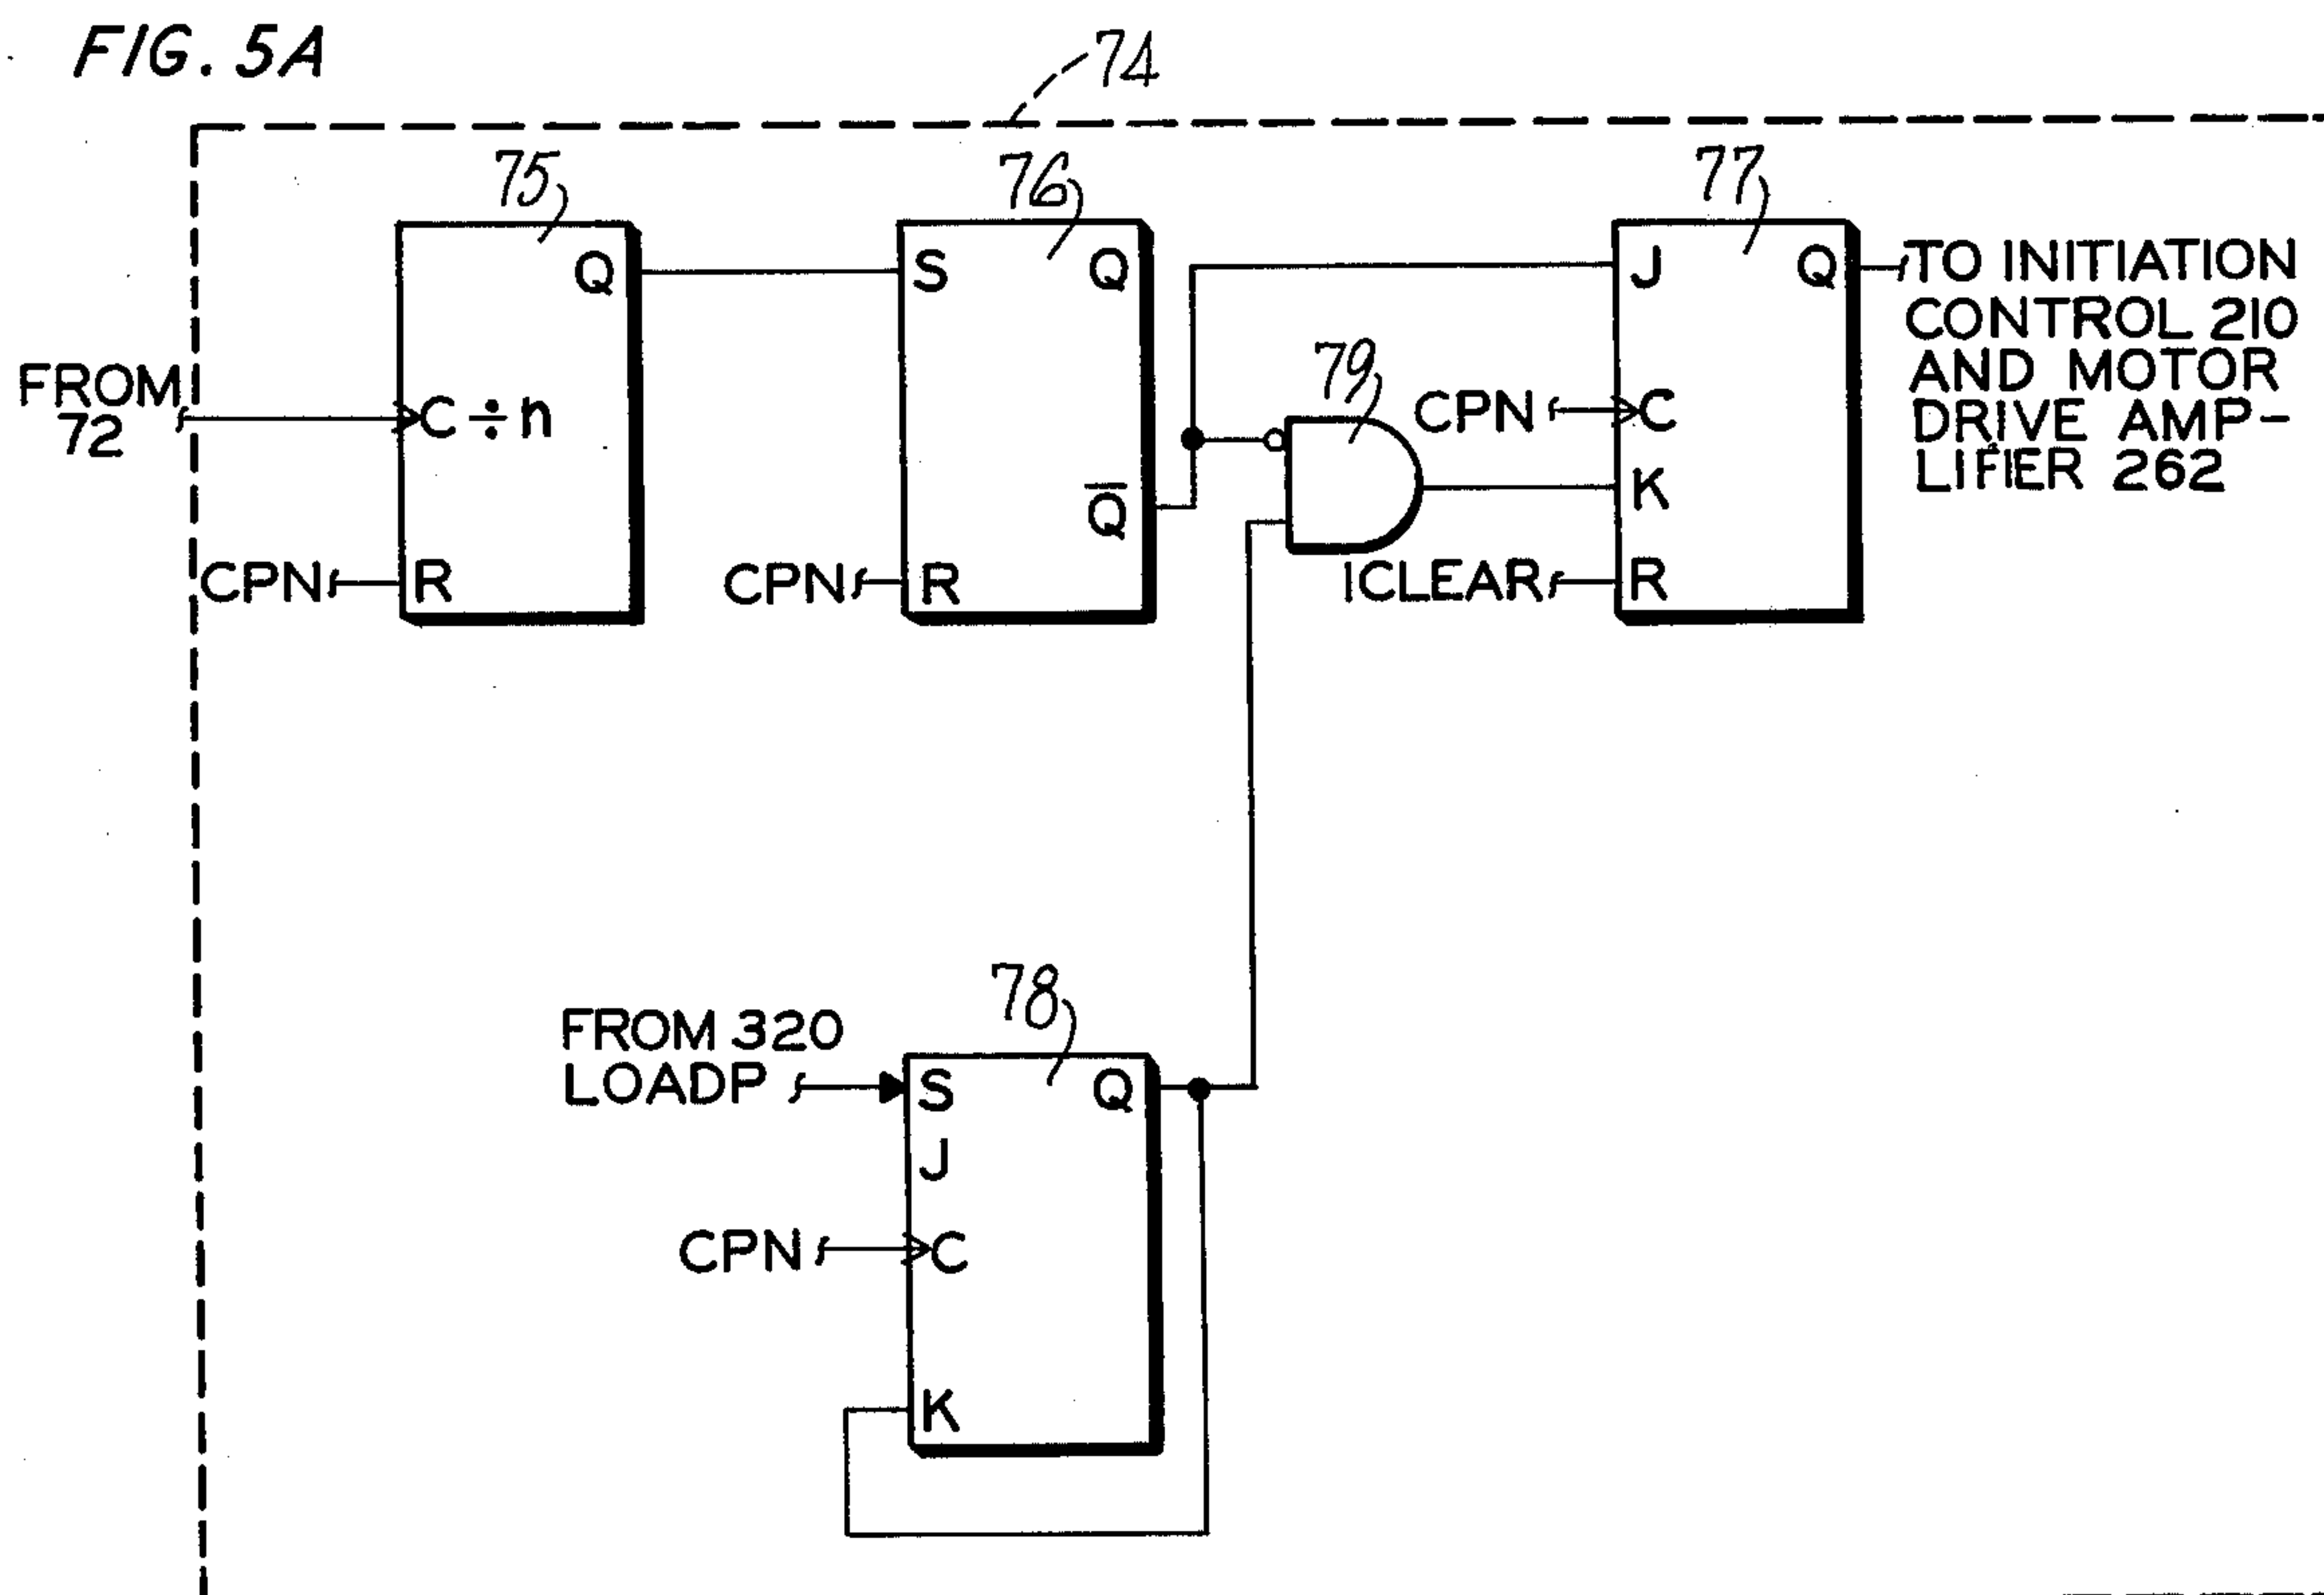 FIG. 5A
74
75
76
77
Q
S
Q
J
Q
TO INITIATION
CONTROL 210
AND MOTOR
DRIVE AMP-
LIFIER 262
FROM
72
C ÷ n
79
CPN
C
Q̅
K
CPN
R
CPN
R
ICLEAR
R
78
FROM 320
LOADP
S
Q
J
CPN
C
K